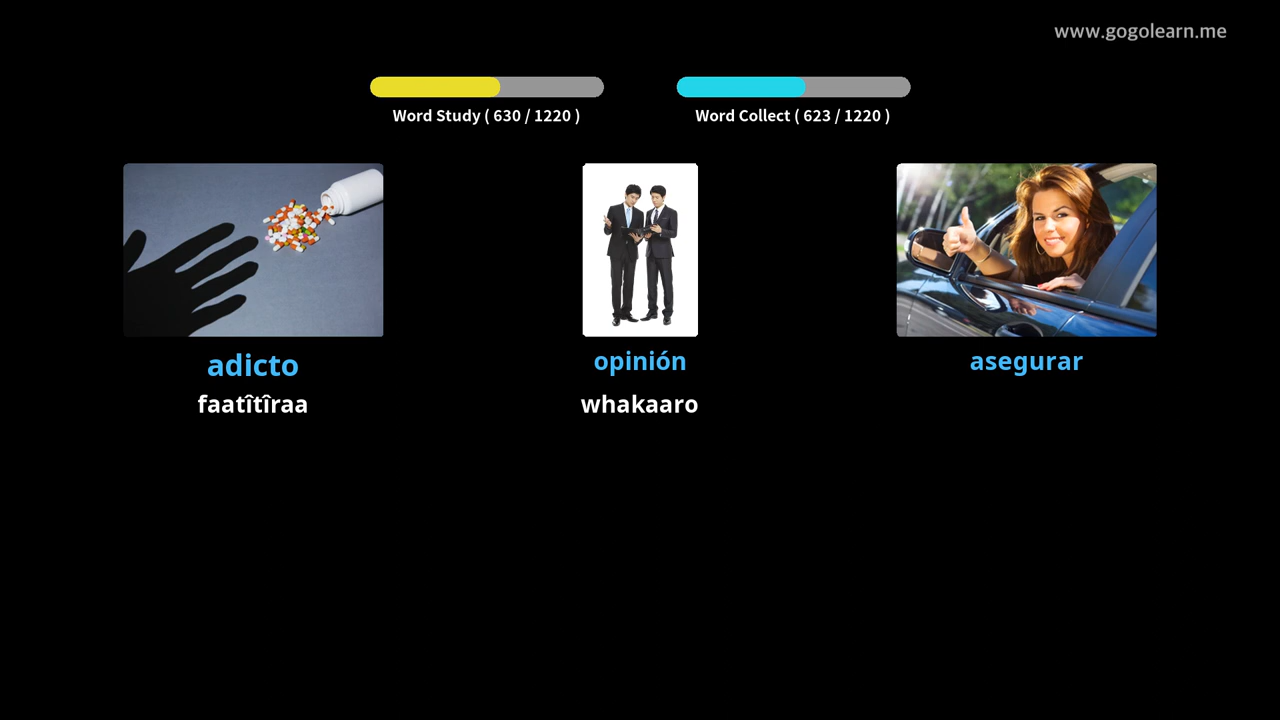 www.gogolearn.me
Word Study ( 630 / 1220 )
Word Collect ( 623 / 1220 )
adicto
faatîtîraa
opinión
whakaaro
asegurar